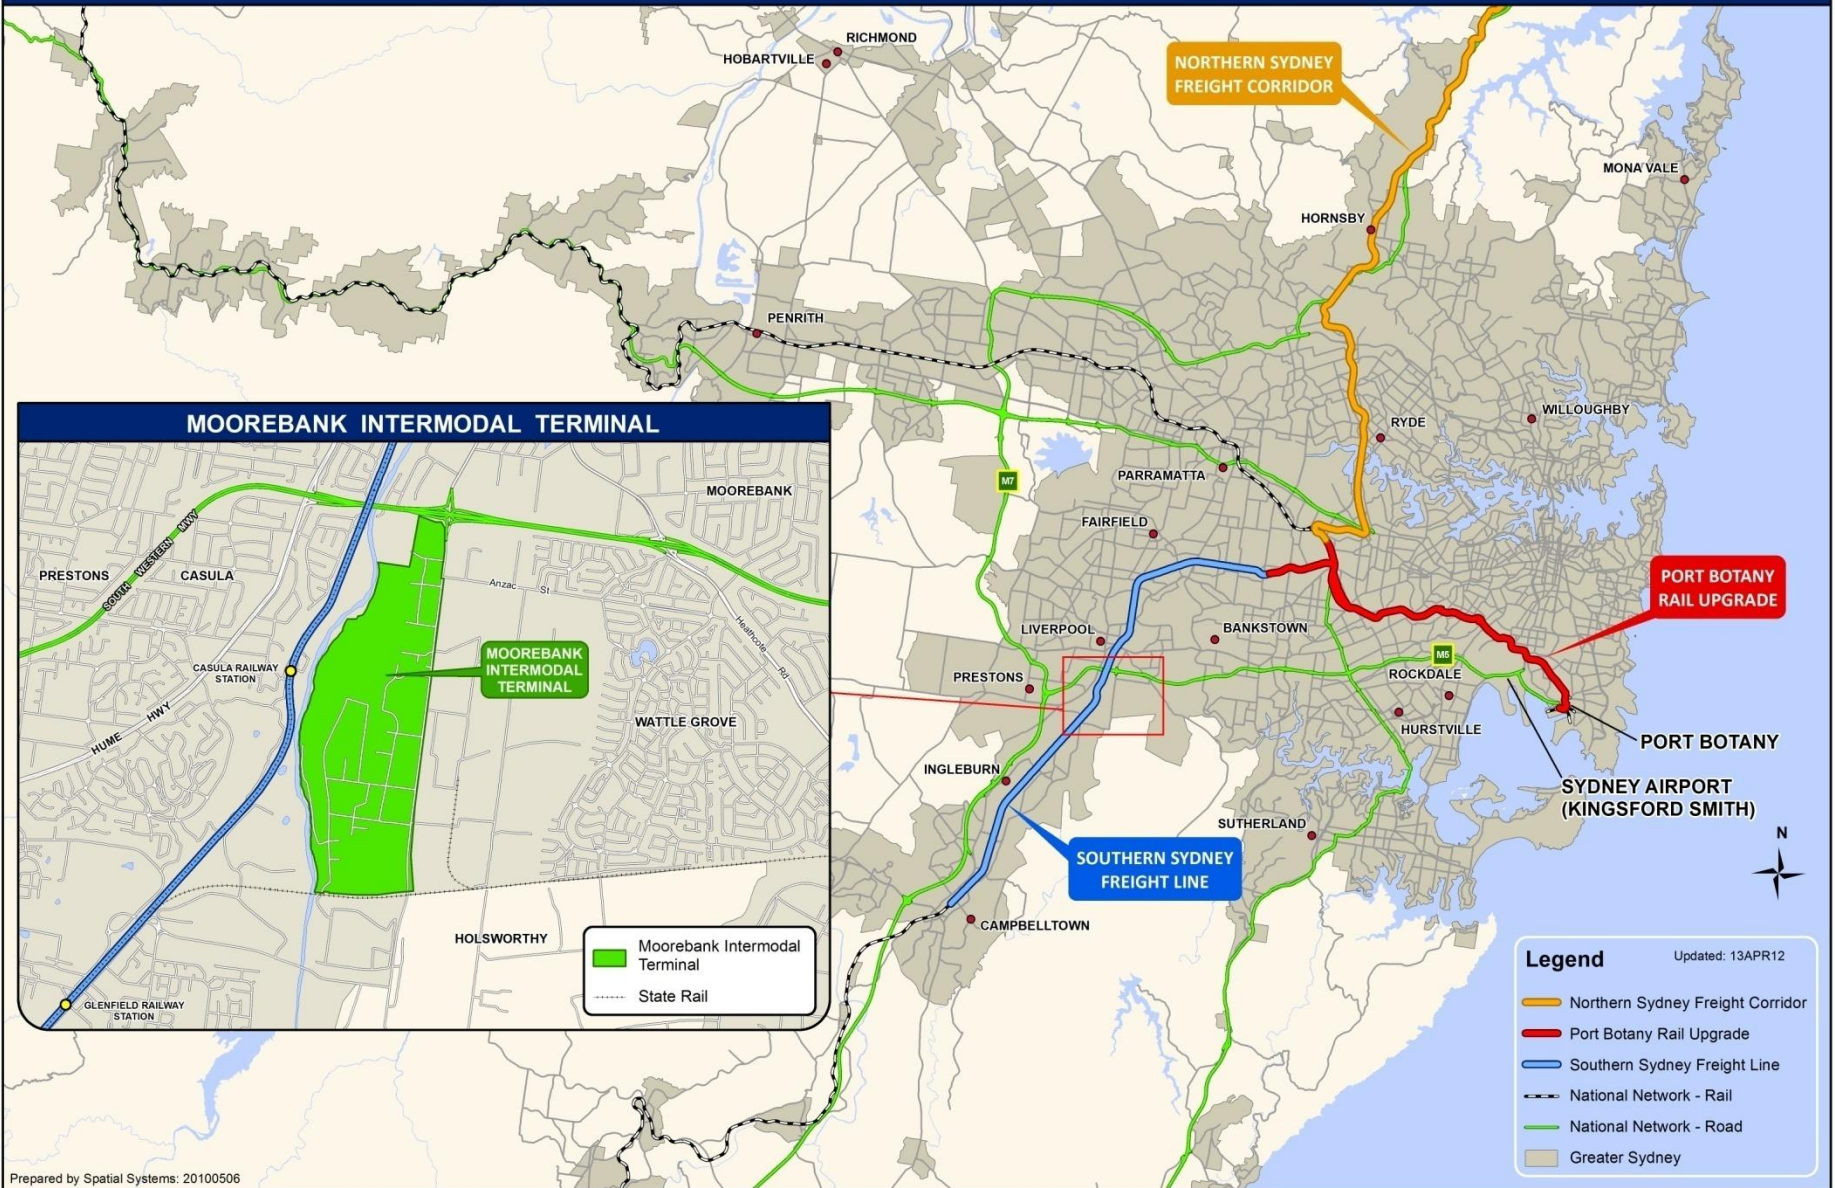 RICHMOND
HOBARTVILLE
NORTHERN SYDNEY
FREIGHT CORRIDOR
MONA VALE
HORNSBY
PENRITH
WILLOUGHBY
RYDE
PARRAMATTA
M7
FAIRFIELD
PORT BOTANY
RAIL UPGRADE
LIVERPOOL
BANKSTOWN
M5
ROCKDALE
PRESTONS
HURSTVILLE
PORT BOTANY
INGLEBURN
SYDNEY AIRPORT
(KINGSFORD SMITH)
SUTHERLAND
N
SOUTHERN SYDNEY
FREIGHT LINE
CAMPBELLTOWN
MOOREBANK INTERMODAL TERMINAL
MOOREBANK
SOUTH WESTERN MWY
PRESTONS
CASULA
Anzac St
Heathcote Rd
MOOREBANK
INTERMODAL
TERMINAL
CASULA RAILWAY
STATION
HUME HWY
WATTLE GROVE
HOLSWORTHY
GLENFIELD RAILWAY
STATION
Moorebank Intermodal
Terminal
State Rail
Legend
Updated: 13APR12
Northern Sydney Freight Corridor
Port Botany Rail Upgrade
Southern Sydney Freight Line
National Network - Rail
National Network - Road
Greater Sydney
Prepared by Spatial Systems: 20100506